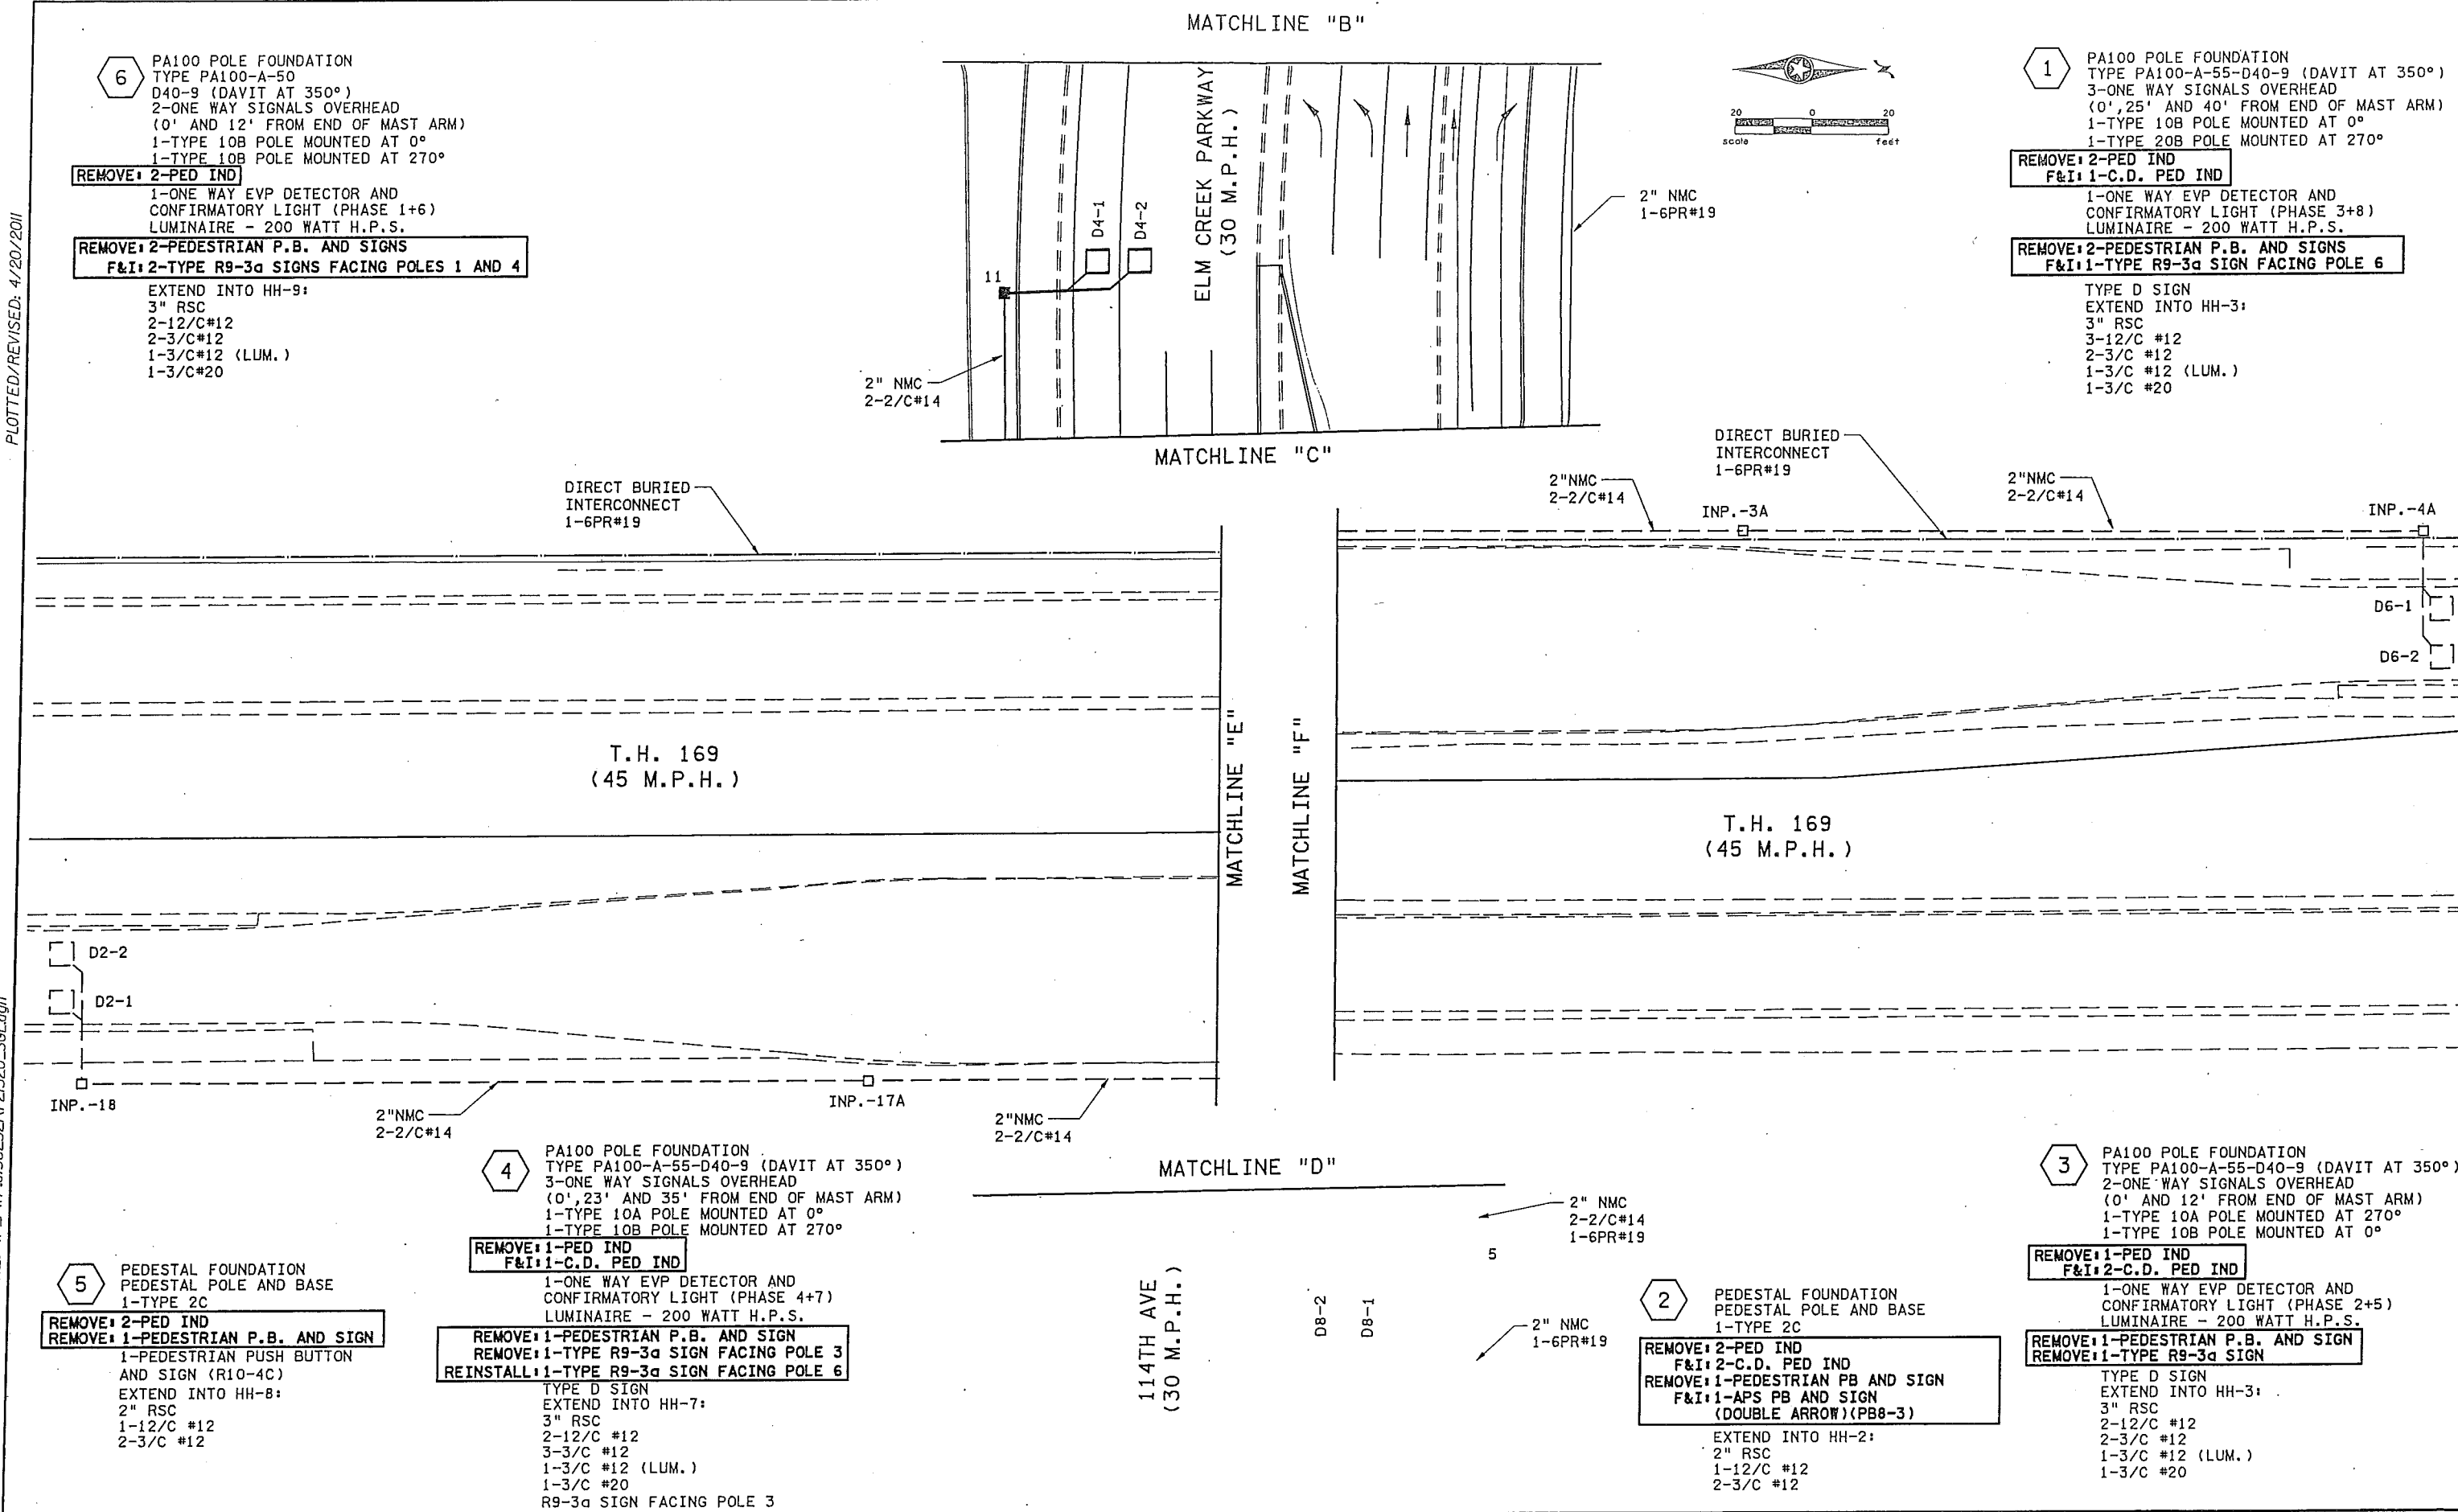 MATCHLINE "B"
6
PA100 POLE FOUNDATION
TYPE PA100-A-50
D40-9 (DAVIT AT 350°)
2-ONE WAY SIGNALS OVERHEAD
(0' AND 12' FROM END OF MAST ARM)
1-TYPE 10B POLE MOUNTED AT 0°
1-TYPE 10B POLE MOUNTED AT 270°
REMOVE: 2-PED IND
1-ONE WAY EVP DETECTOR AND
CONFIRMATORY LIGHT (PHASE 1+6)
LUMINAIRE - 200 WATT H.P.S.
REMOVE: 2-PEDESTRIAN P.B. AND SIGNS
F&I: 2-TYPE R9-3a SIGNS FACING POLES 1 AND 4
EXTEND INTO HH-9:
3" RSC
2-12/C#12
2-3/C#12
1-3/C#12 (LUM.)
1-3/C#20
PLOTTED/REVISED: 4/20/2011
ELM CREEK PARKWAY
(30 M.P.H.)
D4-1
D4-2
11
2" NMC
2-2/C#14
2" NMC
1-6PR#19
20 0 20
scale feet
1
PA100 POLE FOUNDATION
TYPE PA100-A-55-D40-9 (DAVIT AT 350°)
3-ONE WAY SIGNALS OVERHEAD
(0',25' AND 40' FROM END OF MAST ARM)
1-TYPE 10B POLE MOUNTED AT 0°
1-TYPE 20B POLE MOUNTED AT 270°
REMOVE: 2-PED IND
F&I: 1-C.D. PED IND
1-ONE WAY EVP DETECTOR AND
CONFIRMATORY LIGHT (PHASE 3+8)
LUMINAIRE - 200 WATT H.P.S.
REMOVE: 2-PEDESTRIAN P.B. AND SIGNS
F&I: 1-TYPE R9-3a SIGN FACING POLE 6
TYPE D SIGN
EXTEND INTO HH-3:
3" RSC
3-12/C #12
2-3/C #12
1-3/C #12 (LUM.)
1-3/C #20
MATCHLINE "C"
DIRECT BURIED
INTERCONNECT
1-6PR#19
2"NMC
2-2/C#14
INP.-3A
DIRECT BURIED
INTERCONNECT
1-6PR#19
2"NMC
2-2/C#14
INP.-4A
D6-1
D6-2
T.H. 169
(45 M.P.H.)
MATCHLINE "E"
MATCHLINE "F"
T.H. 169
(45 M.P.H.)
D2-2
D2-1
INP.-18
2"NMC
2-2/C#14
INP.-17A
2"NMC
2-2/C#14
MATCHLINE "D"
5
PEDESTAL FOUNDATION
PEDESTAL POLE AND BASE
1-TYPE 2C
REMOVE: 2-PED IND
REMOVE: 1-PEDESTRIAN P.B. AND SIGN
1-PEDESTRIAN PUSH BUTTON
AND SIGN (R10-4C)
EXTEND INTO HH-8:
2" RSC
1-12/C #12
2-3/C #12
4
PA100 POLE FOUNDATION
TYPE PA100-A-55-D40-9 (DAVIT AT 350°)
3-ONE WAY SIGNALS OVERHEAD
(0',23' AND 35' FROM END OF MAST ARM)
1-TYPE 10A POLE MOUNTED AT 0°
1-TYPE 10B POLE MOUNTED AT 270°
REMOVE: 1-PED IND
F&I: 1-C.D. PED IND
1-ONE WAY EVP DETECTOR AND
CONFIRMATORY LIGHT (PHASE 4+7)
LUMINAIRE - 200 WATT H.P.S.
REMOVE: 1-PEDESTRIAN P.B. AND SIGN
REMOVE: 1-TYPE R9-3a SIGN FACING POLE 3
REINSTALL: 1-TYPE R9-3a SIGN FACING POLE 6
TYPE D SIGN
EXTEND INTO HH-7:
3" RSC
2-12/C #12
3-3/C #12
1-3/C #12 (LUM.)
1-3/C #20
R9-3a SIGN FACING POLE 3
114TH AVE
(30 M.P.H.)
D8-2
D8-1
2" NMC
2-2/C#14
1-6PR#19
5
2" NMC
1-6PR#19
2
PEDESTAL FOUNDATION
PEDESTAL POLE AND BASE
1-TYPE 2C
REMOVE: 2-PED IND
F&I: 2-C.D. PED IND
REMOVE: 1-PEDESTRIAN PB AND SIGN
F&I: 1-APS PB AND SIGN
(DOUBLE ARROW)(PB8-3)
EXTEND INTO HH-2:
2" RSC
1-12/C #12
2-3/C #12
3
PA100 POLE FOUNDATION
TYPE PA100-A-55-D40-9 (DAVIT AT 350°)
2-ONE WAY SIGNALS OVERHEAD
(0' AND 12' FROM END OF MAST ARM)
1-TYPE 10A POLE MOUNTED AT 270°
1-TYPE 10B POLE MOUNTED AT 0°
REMOVE: 1-PED IND
F&I: 2-C.D. PED IND
1-ONE WAY EVP DETECTOR AND
CONFIRMATORY LIGHT (PHASE 2+5)
LUMINAIRE - 200 WATT H.P.S.
REMOVE: 1-PEDESTRIAN P.B. AND SIGN
REMOVE: 1-TYPE R9-3a SIGN
TYPE D SIGN
EXTEND INTO HH-3:
3" RSC
2-12/C #12
2-3/C #12
1-3/C #12 (LUM.)
1-3/C #20